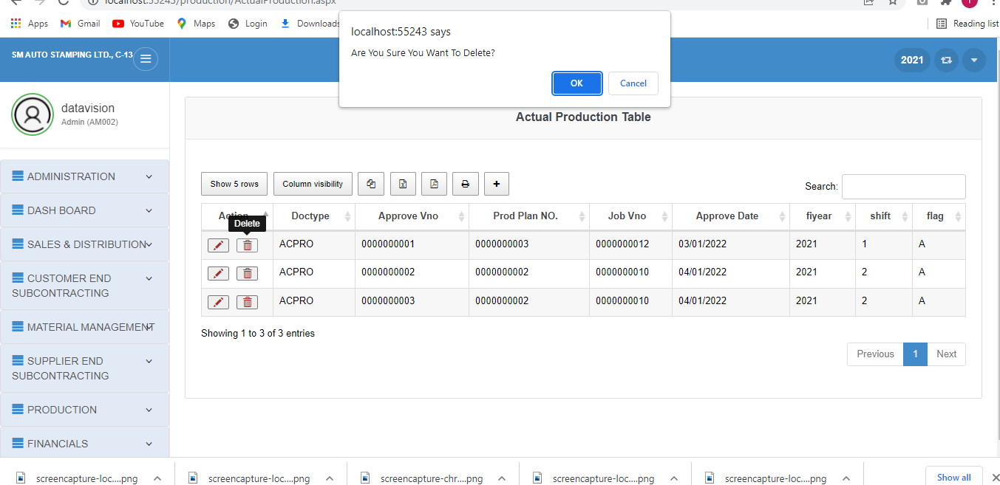 localhost:55243/production/ActualProduction.aspx
Apps Gmail YouTube Maps Login Downloads Reading list
localhost:55243 says
Are You Sure You Want To Delete?
OK Cancel
SM AUTO STAMPING LTD., C-13
2021
datavision
Admin (AM002)
ADMINISTRATION
DASH BOARD
SALES & DISTRIBUTION
CUSTOMER END
SUBCONTRACTING
MATERIAL MANAGEMENT
SUPPLIER END
SUBCONTRACTING
PRODUCTION
FINANCIALS
Actual Production Table
Show 5 rows Column visibility + Search:
Action Doctype Approve Vno Prod Plan NO. Job Vno Approve Date fiyear shift flag
Delete
ACPRO 0000000001 0000000003 0000000012 03/01/2022 2021 1 A
ACPRO 0000000002 0000000002 0000000010 04/01/2022 2021 2 A
ACPRO 0000000003 0000000002 0000000010 04/01/2022 2021 2 A
Showing 1 to 3 of 3 entries
Previous 1 Next
screencapture-loc....png screencapture-loc....png screencapture-chr....png screencapture-loc....png screencapture-loc....png Show all